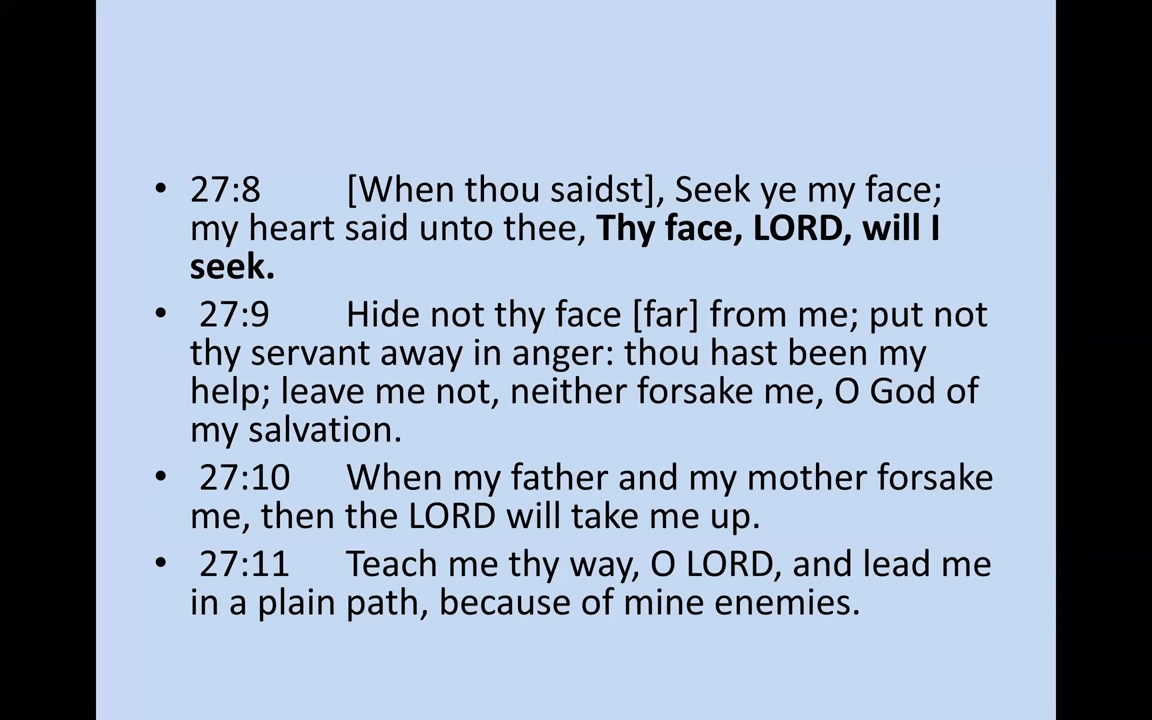 • 27:8 [When thou saidst], Seek ye my face;
my heart said unto thee, Thy face, LORD, will I
seek.
• 27:9 Hide not thy face [far] from me; put not
thy servant away in anger: thou hast been my
help; leave me not, neither forsake me, O God of
my salvation.
• 27:10 When my father and my mother forsake
me, then the LORD will take me up.
• 27:11 Teach me thy way, O LORD, and lead me
in a plain path, because of mine enemies.